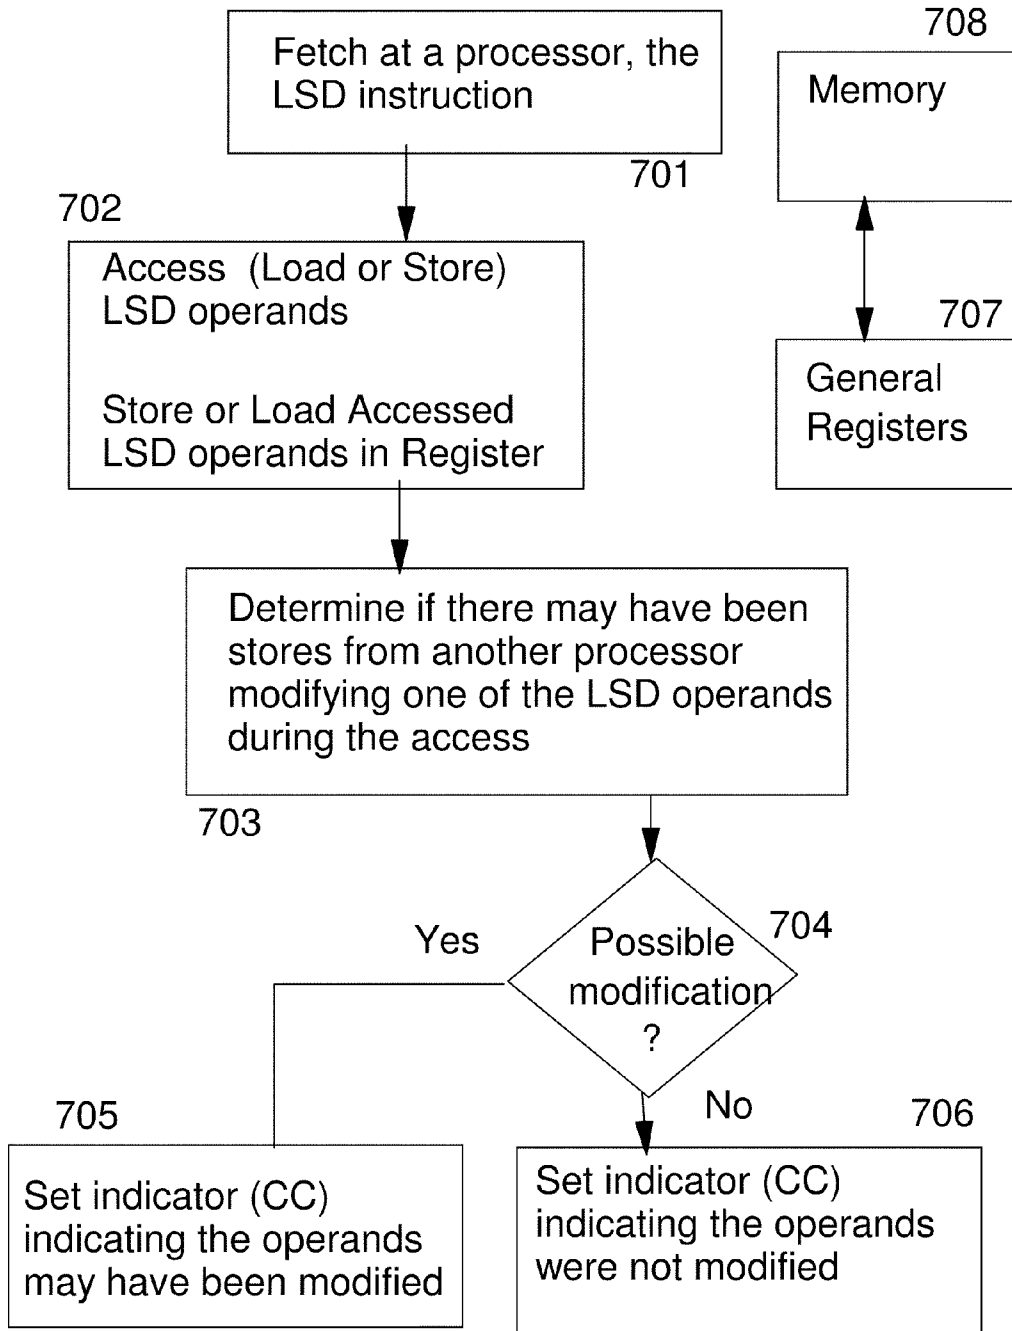 708
Fetch at a processor, the
LSD instruction
Memory
701
702
Access (Load or Store)
LSD operands
Store or Load Accessed
LSD operands in Register
707
General
Registers
Determine if there may have been
stores from another processor
modifying one of the LSD operands
during the access
703
704
Yes
Possible
modification
?
No
705
706
Set indicator (CC)
indicating the operands
may have been modified
Set indicator (CC)
indicating the operands
were not modified